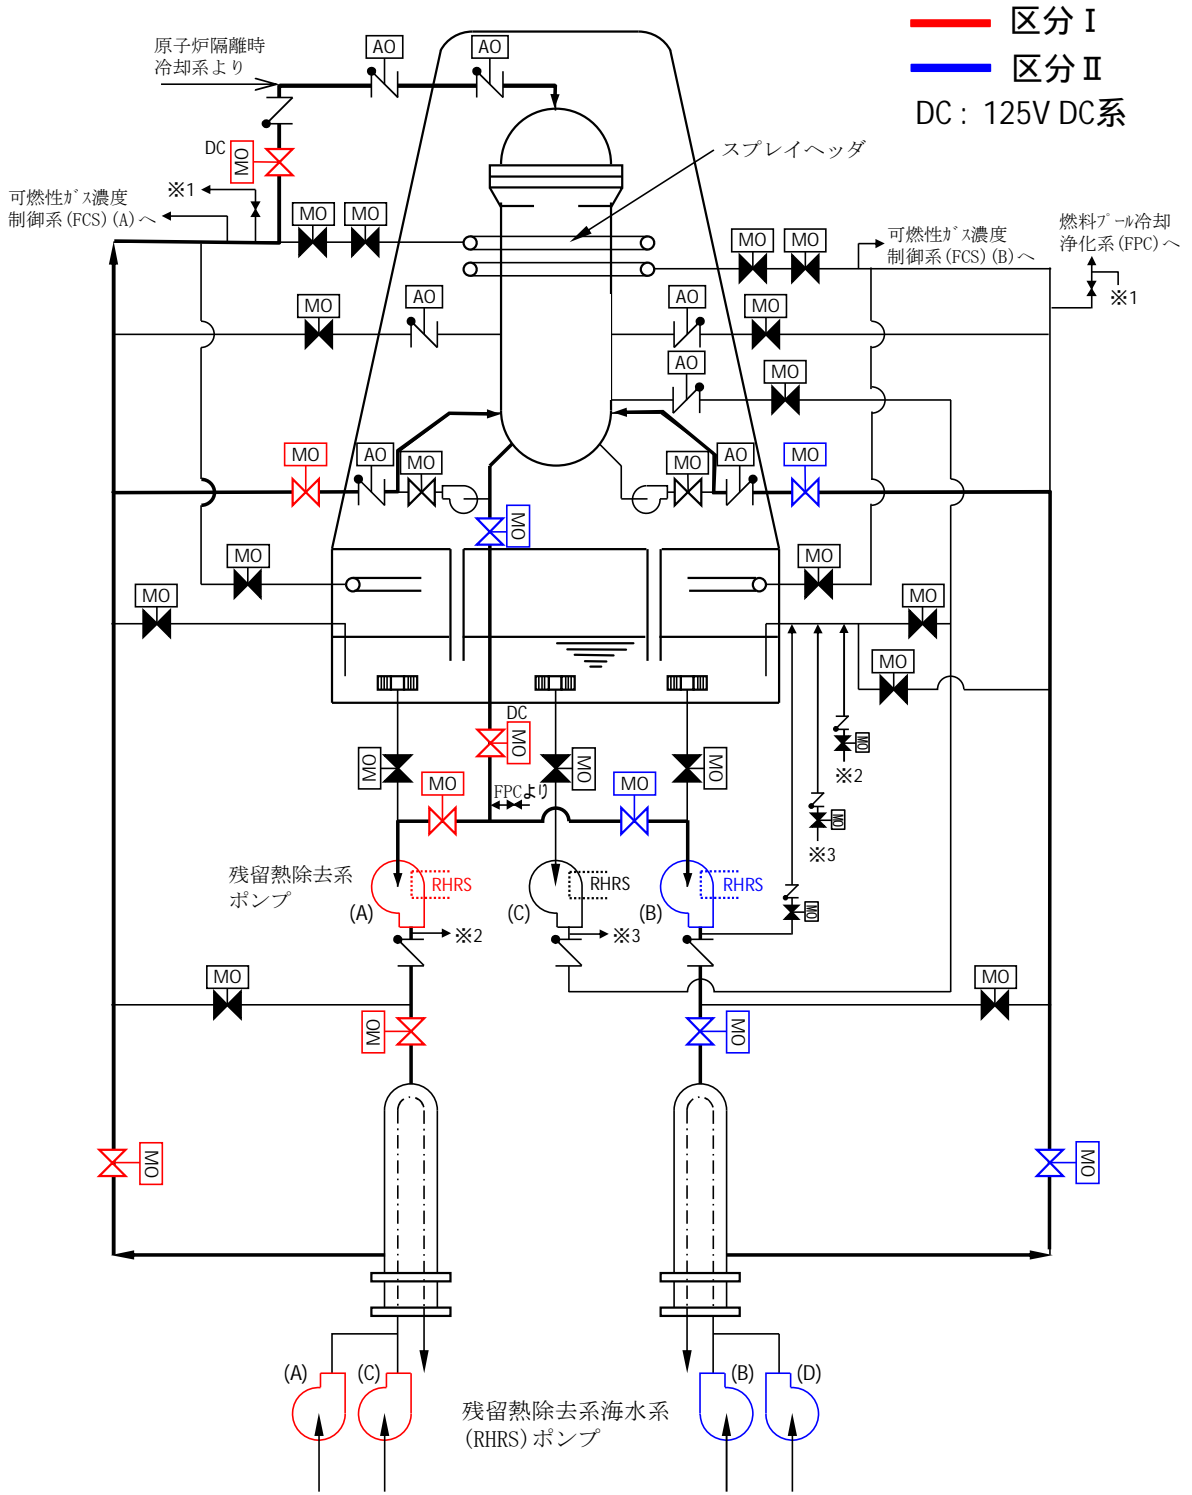 区分Ⅰ
区分Ⅱ
DC : 125V DC系
原子炉隔離時
冷却系より
AO
AO
DC
MO
スプレイヘッダ
可燃性ｶﾞｽ濃度
制御系(FCS)(A)へ
※1
MO
MO
MO
MO
可燃性ｶﾞｽ濃度
制御系(FCS)(B)へ
燃料ﾌﾟｰﾙ冷却
浄化系(FPC)へ
※1
MO
AO
AO
MO
AO
MO
MO
AO
MO
MO
AO
MO
MO
MO
MO
MO
MO
MO
DC
MO
MO
MO
MO
MO
※2
MO
FPCより
MO
MO
※3
残留熱除去系
ポンプ
RHRS
RHRS
RHRS
(A)
(C)
(B)
MO
※2
※3
MO
MO
MO
MO
MO
MO
(A)
(C)
(B)
(D)
残留熱除去系海水系
(RHRS)ポンプ